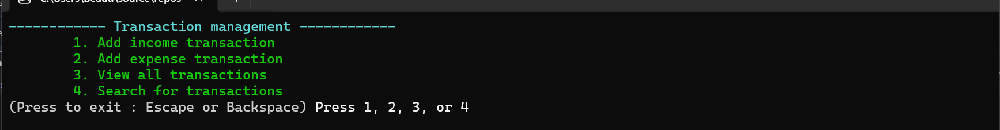 ------------ Transaction management ------------
1. Add income transaction
2. Add expense transaction
3. View all transactions
4. Search for transactions
(Press to exit : Escape or Backspace) Press 1, 2, 3, or 4